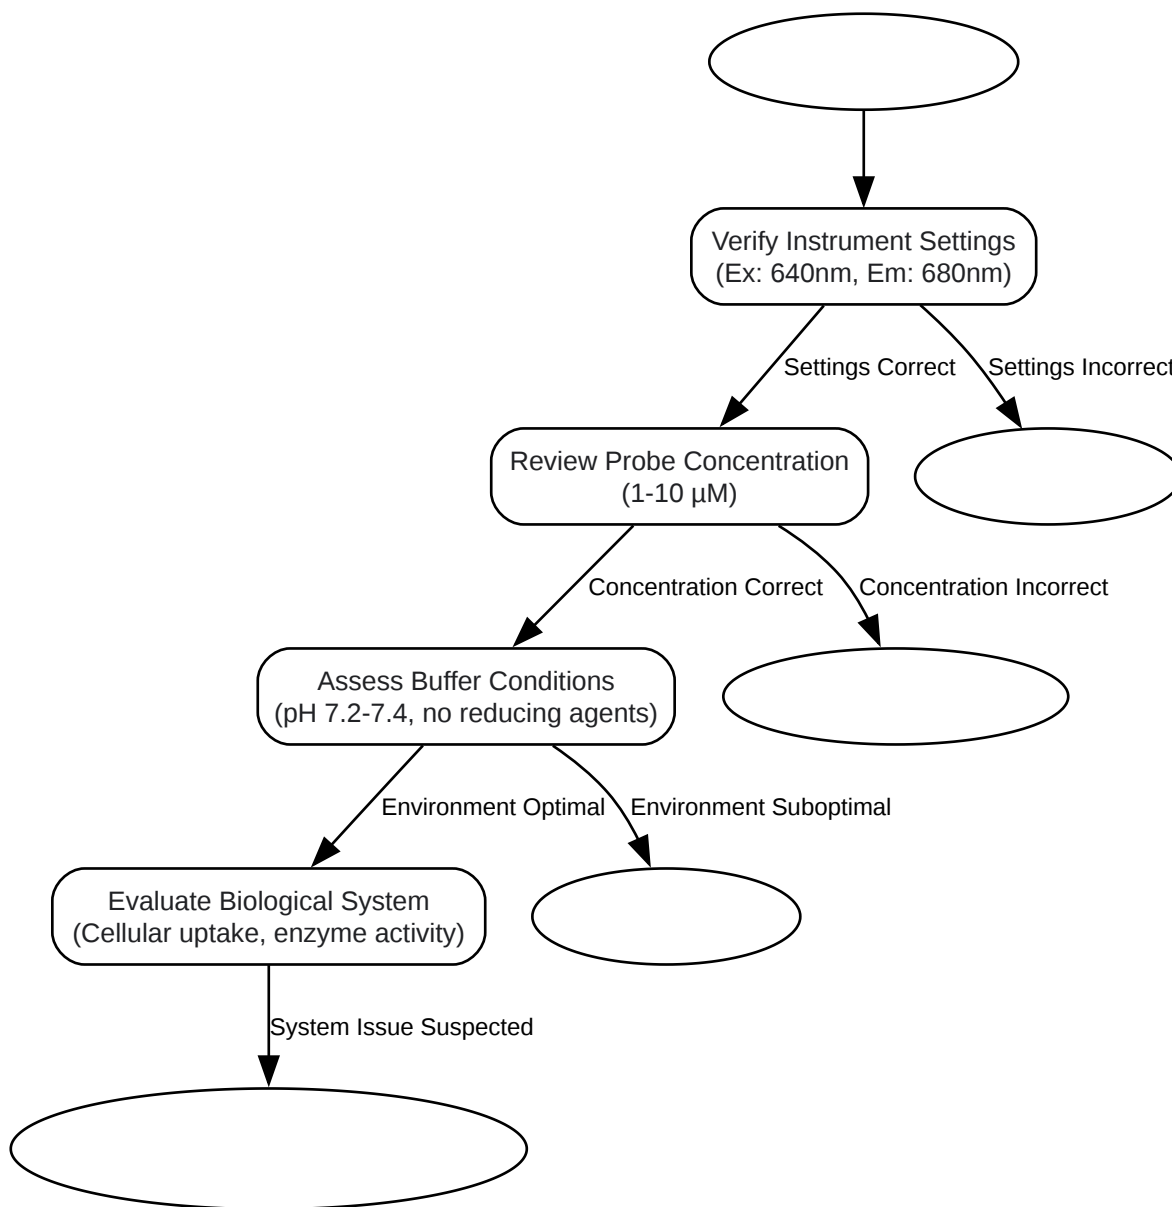 Verify Instrument Settings
(Ex: 640nm, Em: 680nm)
Settings Correct
Settings Incorrect
Review Probe Concentration
(1-10 µM)
Concentration Correct
Concentration Incorrect
Assess Buffer Conditions
(pH 7.2-7.4, no reducing agents)
Environment Optimal
Environment Suboptimal
Evaluate Biological System
(Cellular uptake, enzyme activity)
System Issue Suspected